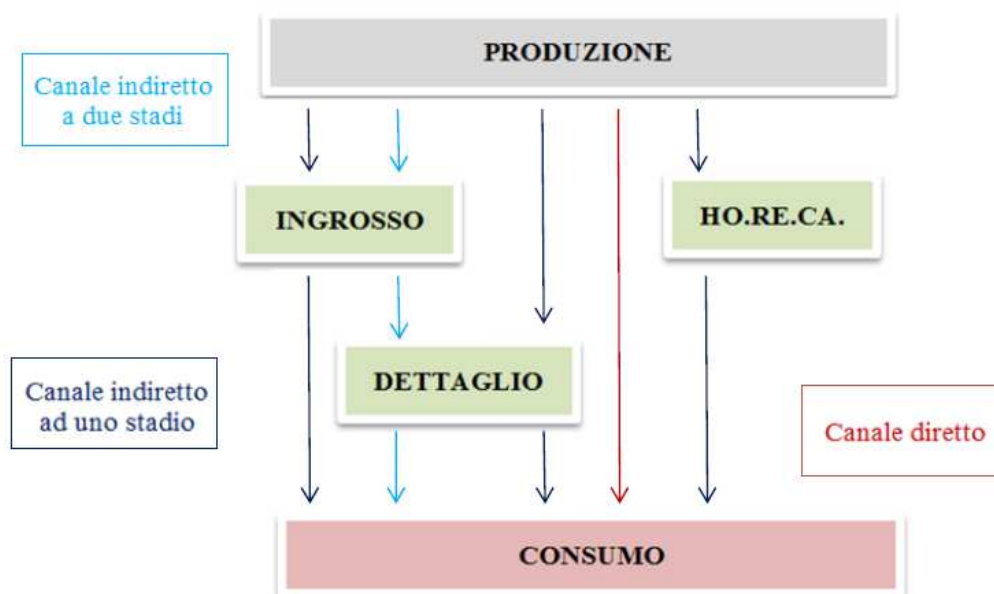 PRODUZIONE
Canale indiretto
a due stadi
INGROSSO
HO.RE.CA.
DETTAGLIO
Canale indiretto
ad uno stadio
Canale diretto
CONSUMO